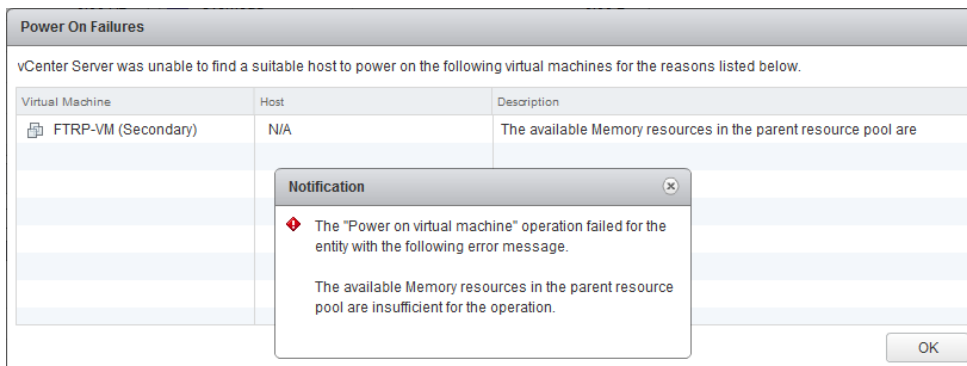 Power On Failures
vCenter Server was unable to find a suitable host to power on the following virtual machines for the reasons listed below.
Virtual Machine Host Description
FTRP-VM (Secondary) N/A The available Memory resources in the parent resource pool are
Notification
The "Power on virtual machine" operation failed for the
entity with the following error message.
The available Memory resources in the parent resource
pool are insufficient for the operation.
OK